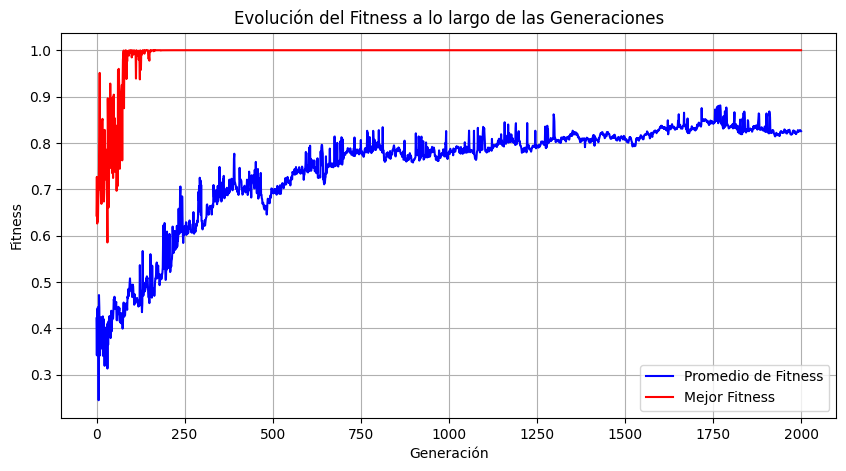 Evolución del Fitness a lo largo de las Generaciones
1.0
0.9
0.8
0.7
0.6
0.5
0.4
0.3
Fitness
0 250 500 750 1000 1250 1500 1750 2000
Generación
Promedio de Fitness
Mejor Fitness